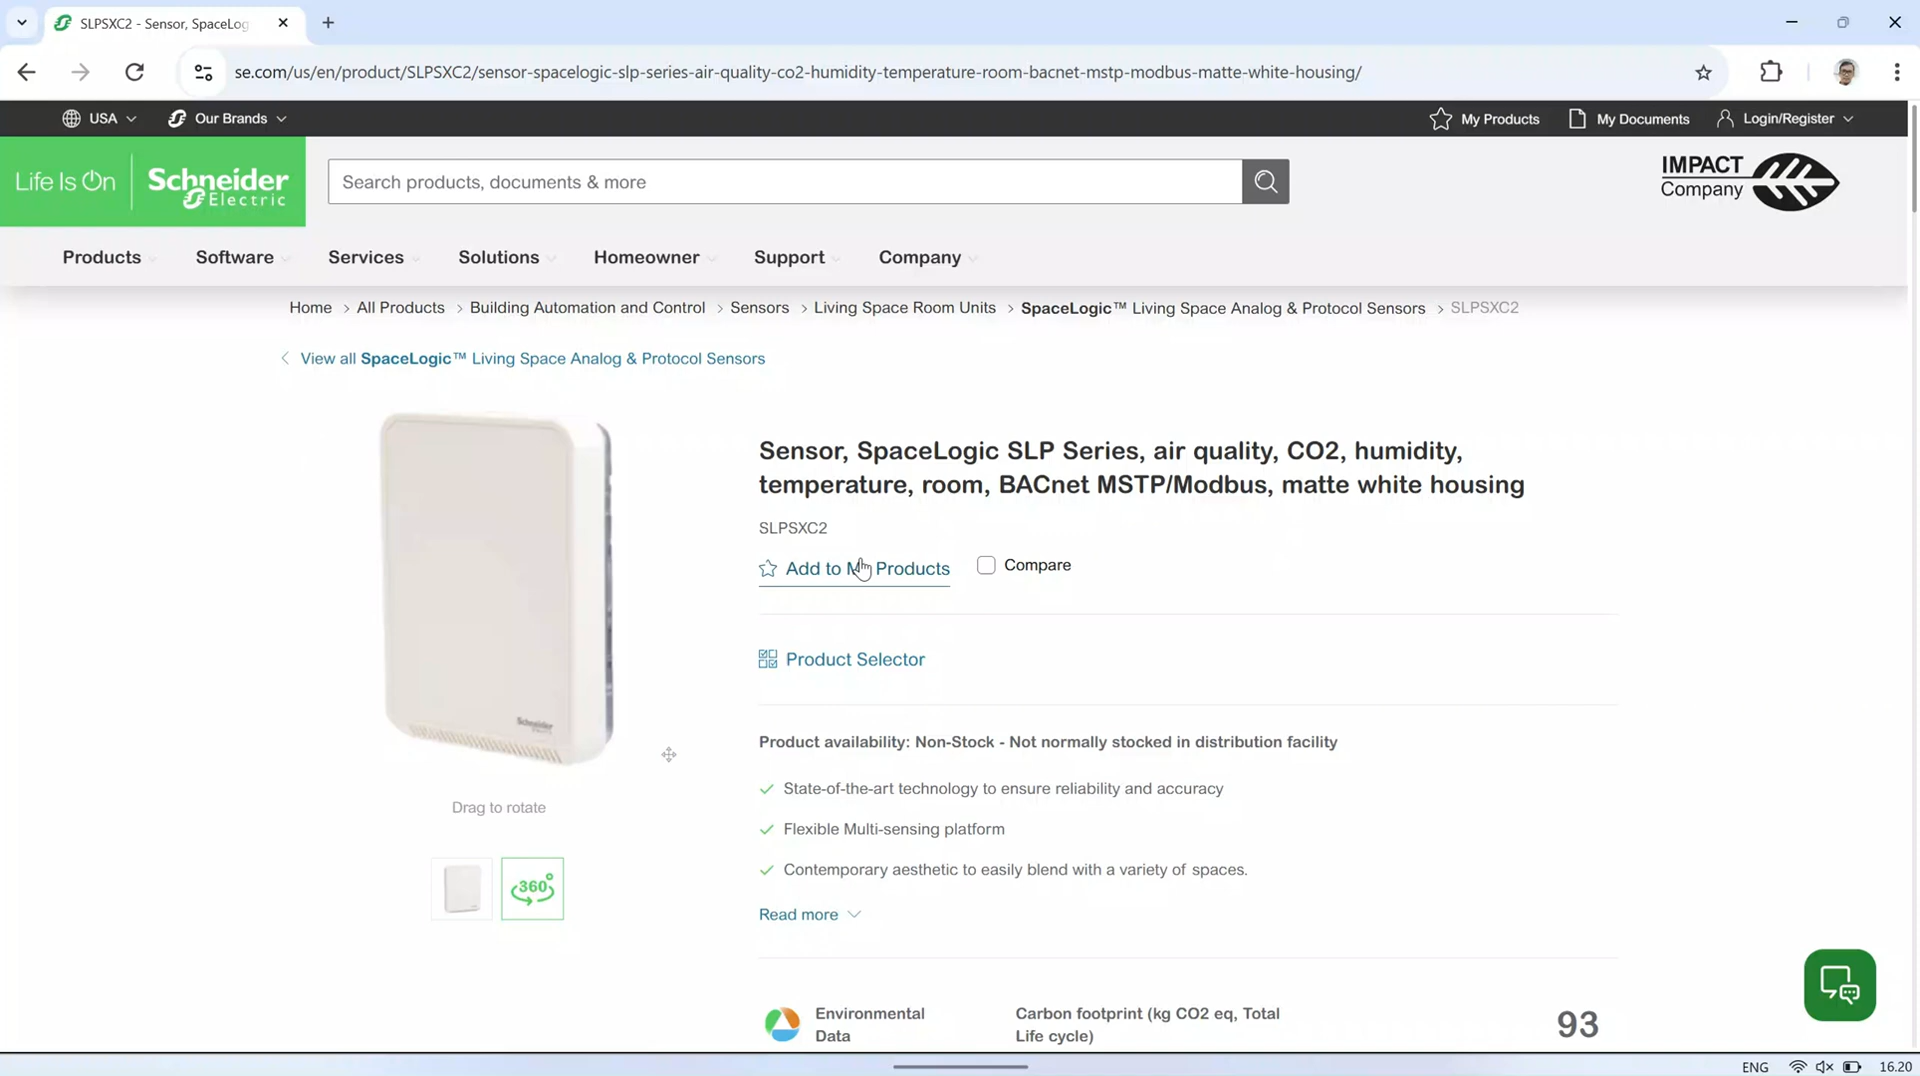 SLPSXC2 - Sensor, SpaceLog
se.com/us/en/product/SLPSXC2/sensor-spacelogic-slp-series-air-quality-co2-humidity-temperature-room-bacnet-mstp-modbus-matte-white-housing/
USA
Our Brands
My Products
My Documents
Login/Register
Life Is On
Schneider
Electric
Search products, documents & more
IMPACT
Company
Products
Software
Services
Solutions
Homeowner
Support
Company
Home > All Products > Building Automation and Control > Sensors > Living Space Room Units > SpaceLogic™ Living Space Analog & Protocol Sensors > SLPSXC2
View all SpaceLogic™ Living Space Analog & Protocol Sensors
Sensor, SpaceLogic SLP Series, air quality, CO2, humidity,
temperature, room, BACnet MSTP/Modbus, matte white housing
SLPSXC2
Add to My Products
Compare
Product Selector
Schneider
Product availability: Non-Stock - Not normally stocked in distribution facility
State-of-the-art technology to ensure reliability and accuracy
Drag to rotate
Flexible Multi-sensing platform
Contemporary aesthetic to easily blend with a variety of spaces.
360°
Read more
Environmental
Data
Carbon footprint (kg CO2 eq, Total
Life cycle)
93
ENG
16.20